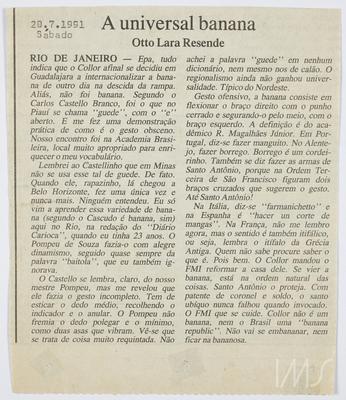 20.7.1991
Sabado
A universal banana
Otto Lara Resende
RIO DE JANEIRO — Epa, tudo
indica que o Collor afinal se decidiu em
Guadalajara a internacionalizar a bana-
na de outro dia na descida da rampa.
Aliás, não foi banana. Segundo o
Carlos Castello Branco, foi o que no
Piauí se chama "guede", com o "e"
aberto. E me fez uma demonstração
prática de como é o gesto obsceno.
Nosso encontro foi na Academia Brasi-
leira, local muito apropriado para enri-
quecer o meu vocabulário.
Lembrei ao Castellinho que em Minas
não se usa esse tal de guede. De fato.
Quando ele, rapazinho, lá chegou a
Belo Horizonte, fez uma única vez e
nunca mais. Ninguém entendeu. Eu só
vim a aprender essa variedade de bana-
na (segundo o Cascudo é banana, sim)
aqui no Rio, na redação do "Diário
Carioca", quando eu tinha 23 anos. O
Pompeu de Souza fazia-o com alegre
dinamismo, seguido quase sempre da
palavra "baitola", que eu também ig-
norava.
O Castello se lembra, claro, do nosso
mestre Pompeu, mas me revelou que
ele fazia o gesto incompleto. Tem de
esticar o dedo médio, recolhendo o
indicador e o anular. O Pompeu não
fremia o dedo polegar e o mínimo,
como duas asas que vibram. Vê-se que
se trata de coisa muito requintada. Não
achei a palavra "guede" em nenhum
dicionário, nem mesmo nos de calão. O
regionalismo ainda não ganhou univer-
salidade. Típico do Nordeste.
Gesto ofensivo, a banana consiste em
flexionar o braço direito com o punho
cerrado e segurando-o pelo meio, com o
braço esquerdo. A definição é do aca-
dêmico R. Magalhães Júnior. Em Por-
tugal, diz-se fazer manguito. No Alente-
jo, fazer borrego. Borrego é um cordei-
rinho. Também se diz fazer as armas de
Santo Antônio, porque na Ordem Ter-
ceira de São Francisco figuram dois
braços cruzados que sugerem o gesto.
Até Santo Antônio!
Na Itália, diz-se "farmanichetto" e
na Espanha é "hacer un corte de
mangas". Na França, não me lembro
agora, mas o sentido é também itifálico,
ou seja, lembra o itífalo da Grécia
Antiga. Quem não sabe procure saber o
que é. Pois bem. O Collor mandou o
FMI reformar a casa dele. Se vier a
banana, está na ordem natural das
coisas. Santo Antônio o proteja. Com
patente de coronel e soldo, o santo
ubíquo nunca falhou quando invocado.
O FMI que se cuide. Collor não é um
banana, nem o Brasil uma "banana
republic". Não vai se embananar, nem
ficar na bananosa.
IMS